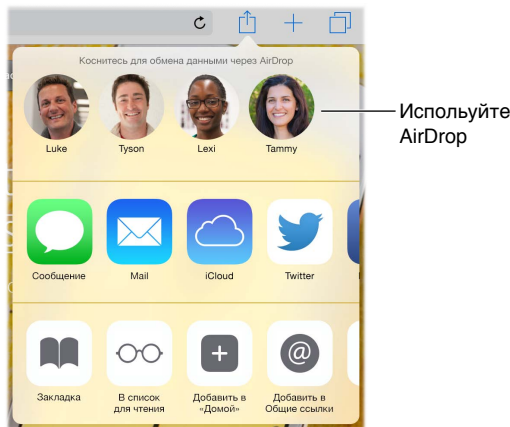 Коснитесь для обмена данными через AirDrop
Luke
Tyson
Lexi
Tammy
Испольуйте
AirDrop
Сообщение
Mail
iCloud
Twitter
Закладка
В список
для чтения
Добавить в
«Домой»
Добавить в
Общие ссылки